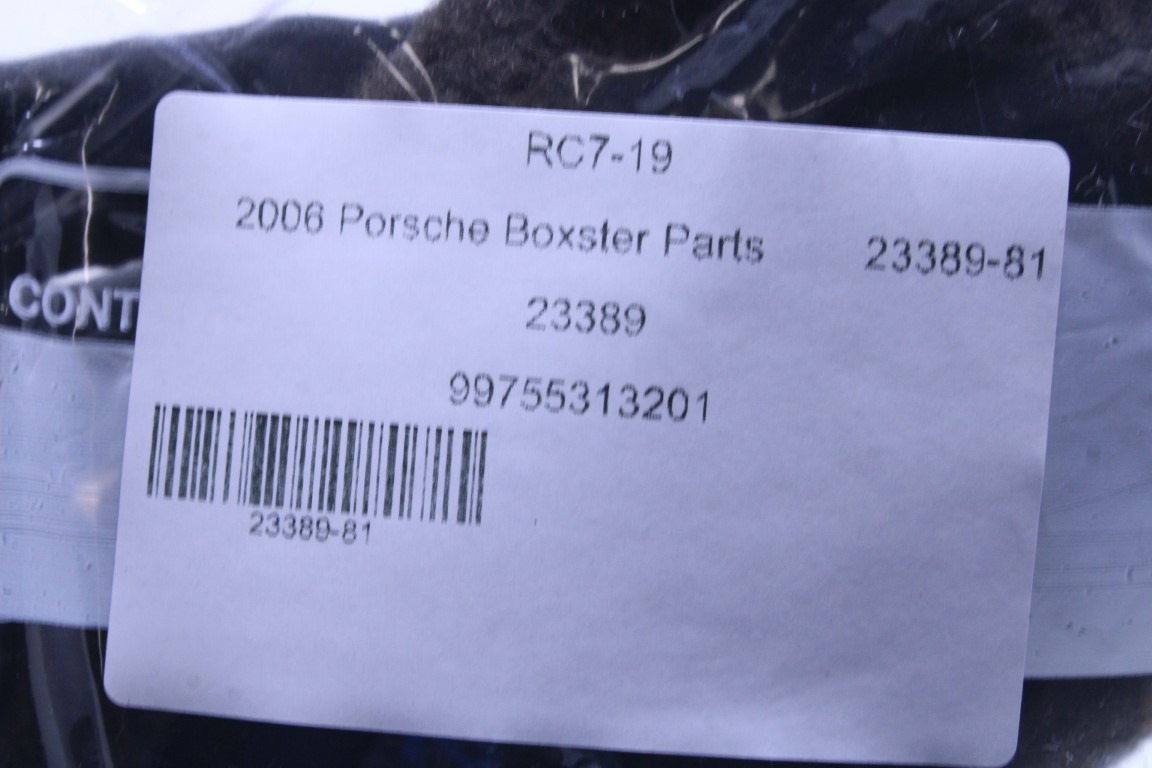 RC7-19
2006 Porsche Boxster Parts 23389-81
23389
99755313201
23389-81
CONT